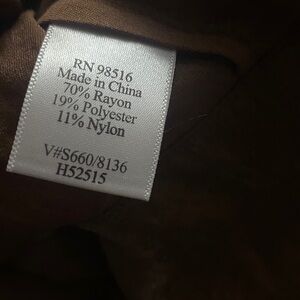 RN 98516
Made in China
70% Rayon
19% Polyester
11% Nylon
V#S660/8136
H52515